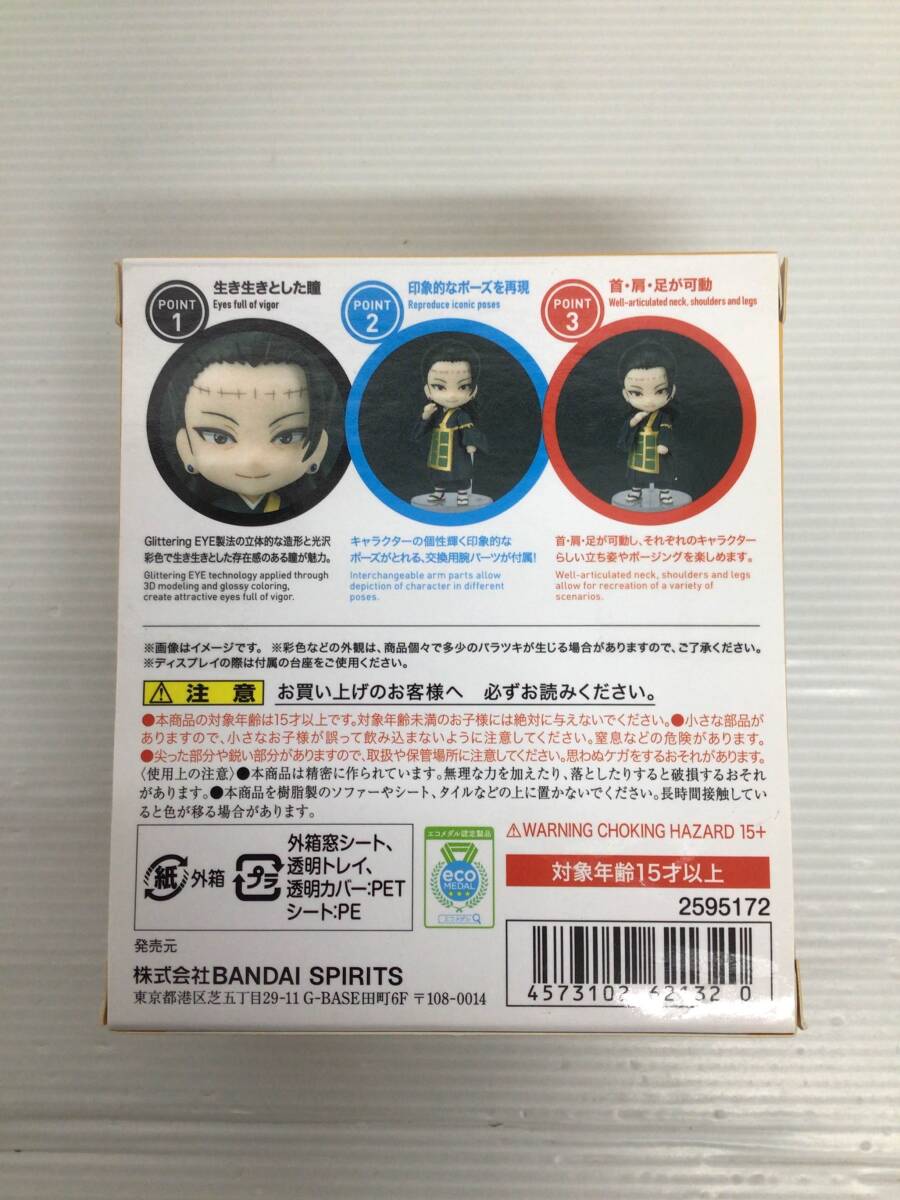 POINT 1
生き生きとした瞳
Eyes full of vigor
POINT 2
印象的なポーズを再現
Reproduce iconic poses
POINT 3
首・肩・足が可動
Well-articulated neck, shoulders and legs
Glittering EYE製法の立体的な造形と光沢
彩色で生き生きとした存在感のある瞳が魅力。
Glittering EYE technology applied through
3D modeling and glossy coloring,
create attractive eyes full of vigor.
キャラクターの個性輝く印象的な
ポーズがとれる、交換用腕パーツが付属!
Interchangeable arm parts allow
depiction of character in different
poses.
首・肩・足が可動し、それぞれのキャラクター
らしい立ち姿やポージングを楽しめます。
Well-articulated neck, shoulders and legs
allow for recreation of a variety of
scenarios.
※画像はイメージです。 ※彩色などの外観は、商品個々で多少のバラツキが生じる場合がありますので、ご了承ください。
※ディスプレイの際は付属の台座をご使用ください。
注 意 お買い上げのお客様へ 必ずお読みください。
●本商品の対象年齢は15才以上です。対象年齢未満のお子様には絶対に与えないでください。●小さな部品が
ありますので、小さなお子様が誤って飲み込まないように注意してください。窒息などの危険があります。
●尖った部分や鋭い部分がありますので、取扱や保管場所に注意してください。思わぬケガをするおそれがあります。
〈使用上の注意〉●本商品は精密に作られています。無理な力を加えたり、落としたりすると破損するおそれ
があります。●本商品を樹脂製のソファーやシート、タイルなどの上に置かないでください。長時間接触してい
ると色が移る場合があります。
紙 外箱
プラ
外箱窓シート、
透明トレイ、
透明カバー:PET
シート:PE
エコメダル認定製品
eco
MEDAL
エコメダル
⚠WARNING CHOKING HAZARD 15+
対象年齢15才以上
2595172
4573102 62132 0
発売元
株式会社BANDAI SPIRITS
東京都港区芝五丁目29-11 G-BASE田町6F 〒108-0014